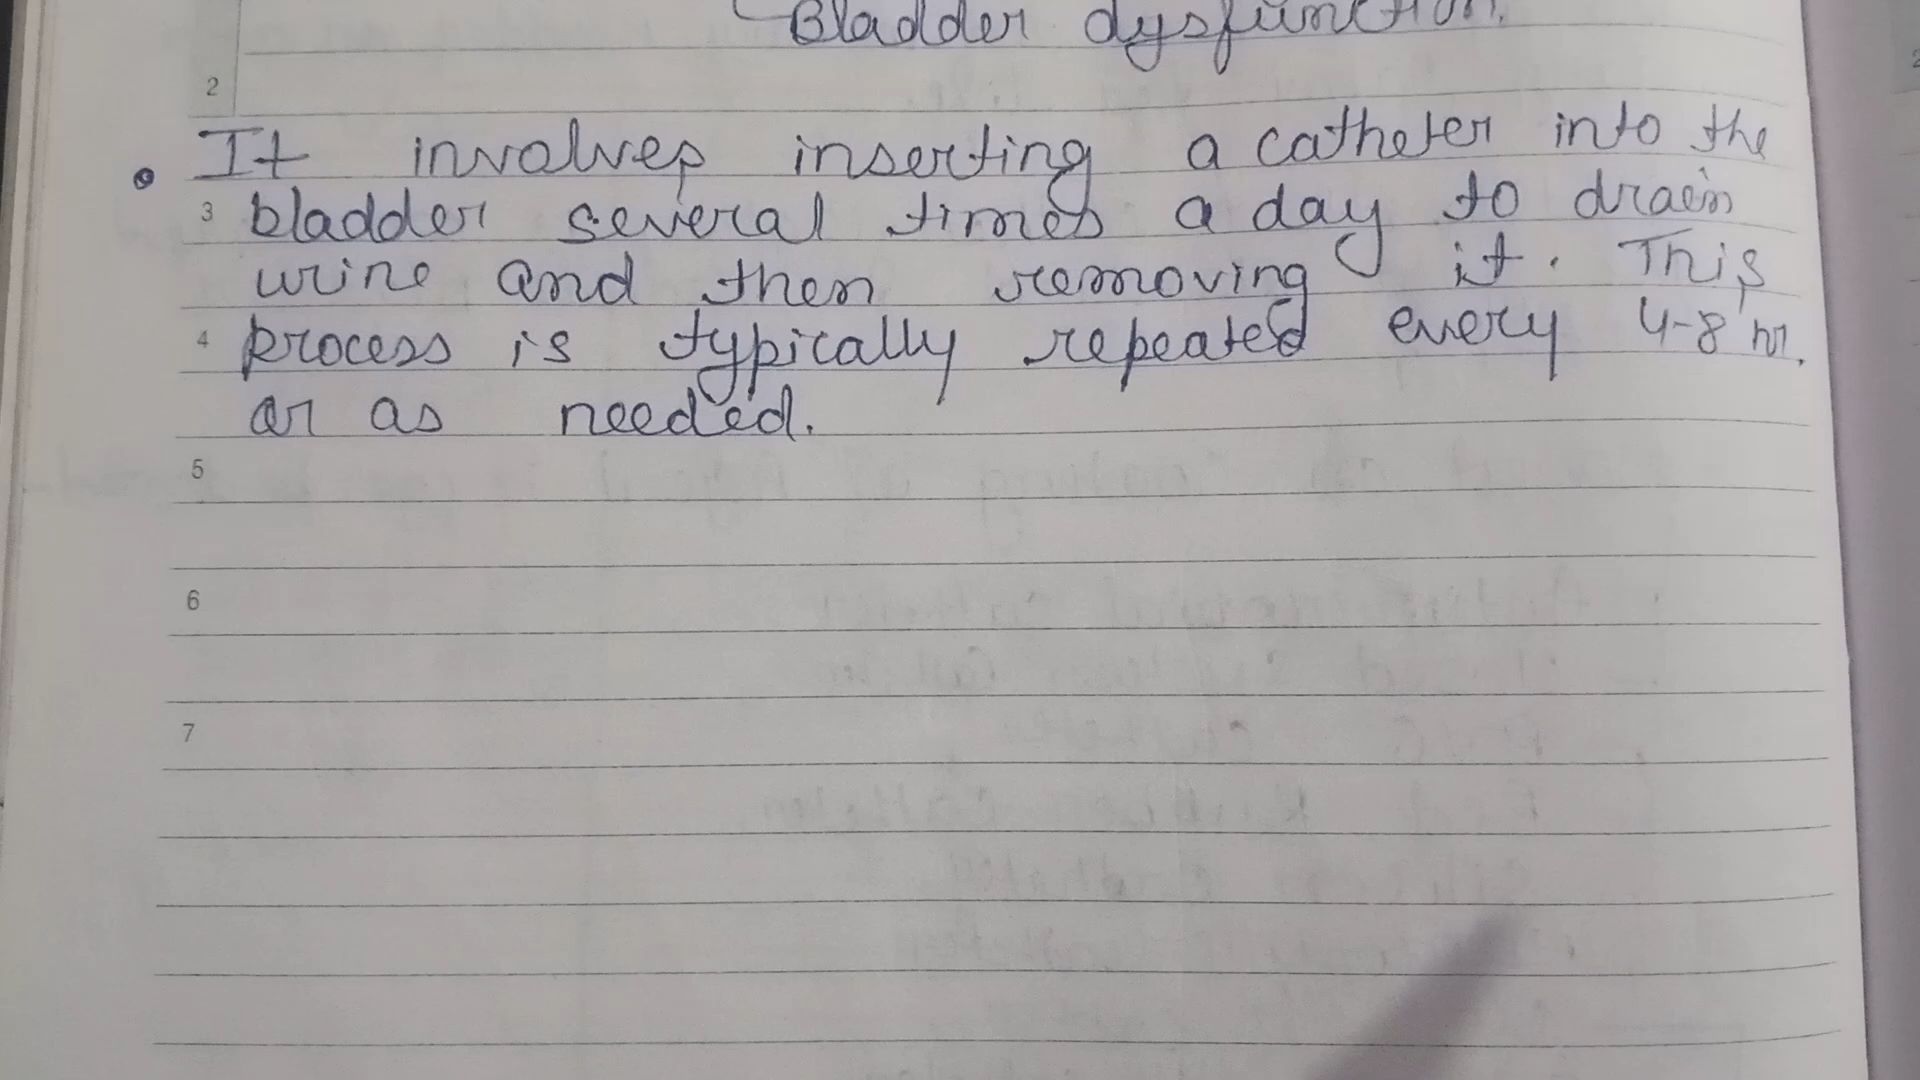 Bladder dysfunction.
2
• It involves inserting a catheter into the
3 bladder several times a day to drain
urine and then removing it. This
4 process is typically repeated every 4-8 hr.
or as needed.
5
6
7